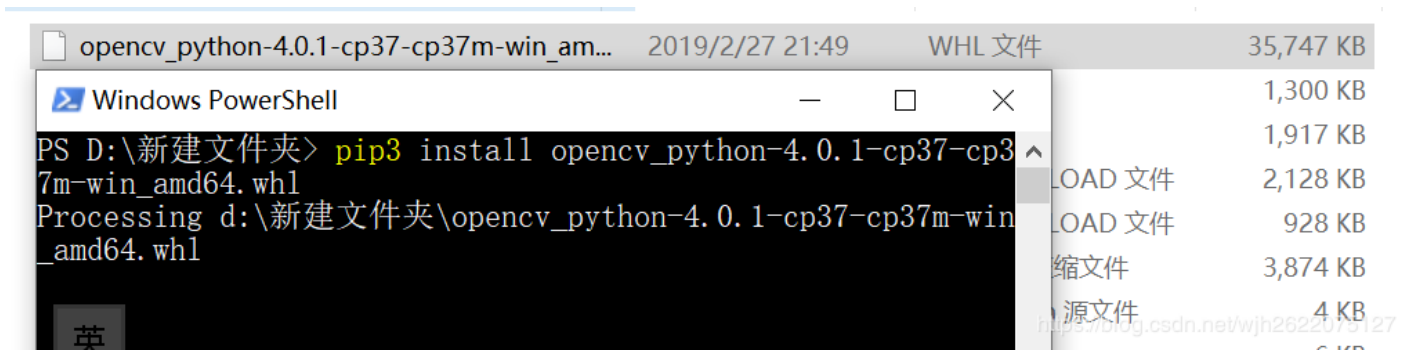 opencv_python-4.0.1-cp37-cp37m-win_am... 2019/2/27 21:49 WHL 文件 35,747 KB
Windows PowerShell
1,300 KB
PS D:\新建文件夹> pip3 install opencv_python-4.0.1-cp37-cp3
1,917 KB
7m-win_amd64.whl
LOAD 文件 2,128 KB
Processing d:\新建文件夹\opencv_python-4.0.1-cp37-cp37m-win
LOAD 文件 928 KB
_amd64.whl
缩文件 3,874 KB
源文件 4 KB
https://blog.csdn.net/wjh2622075127
英